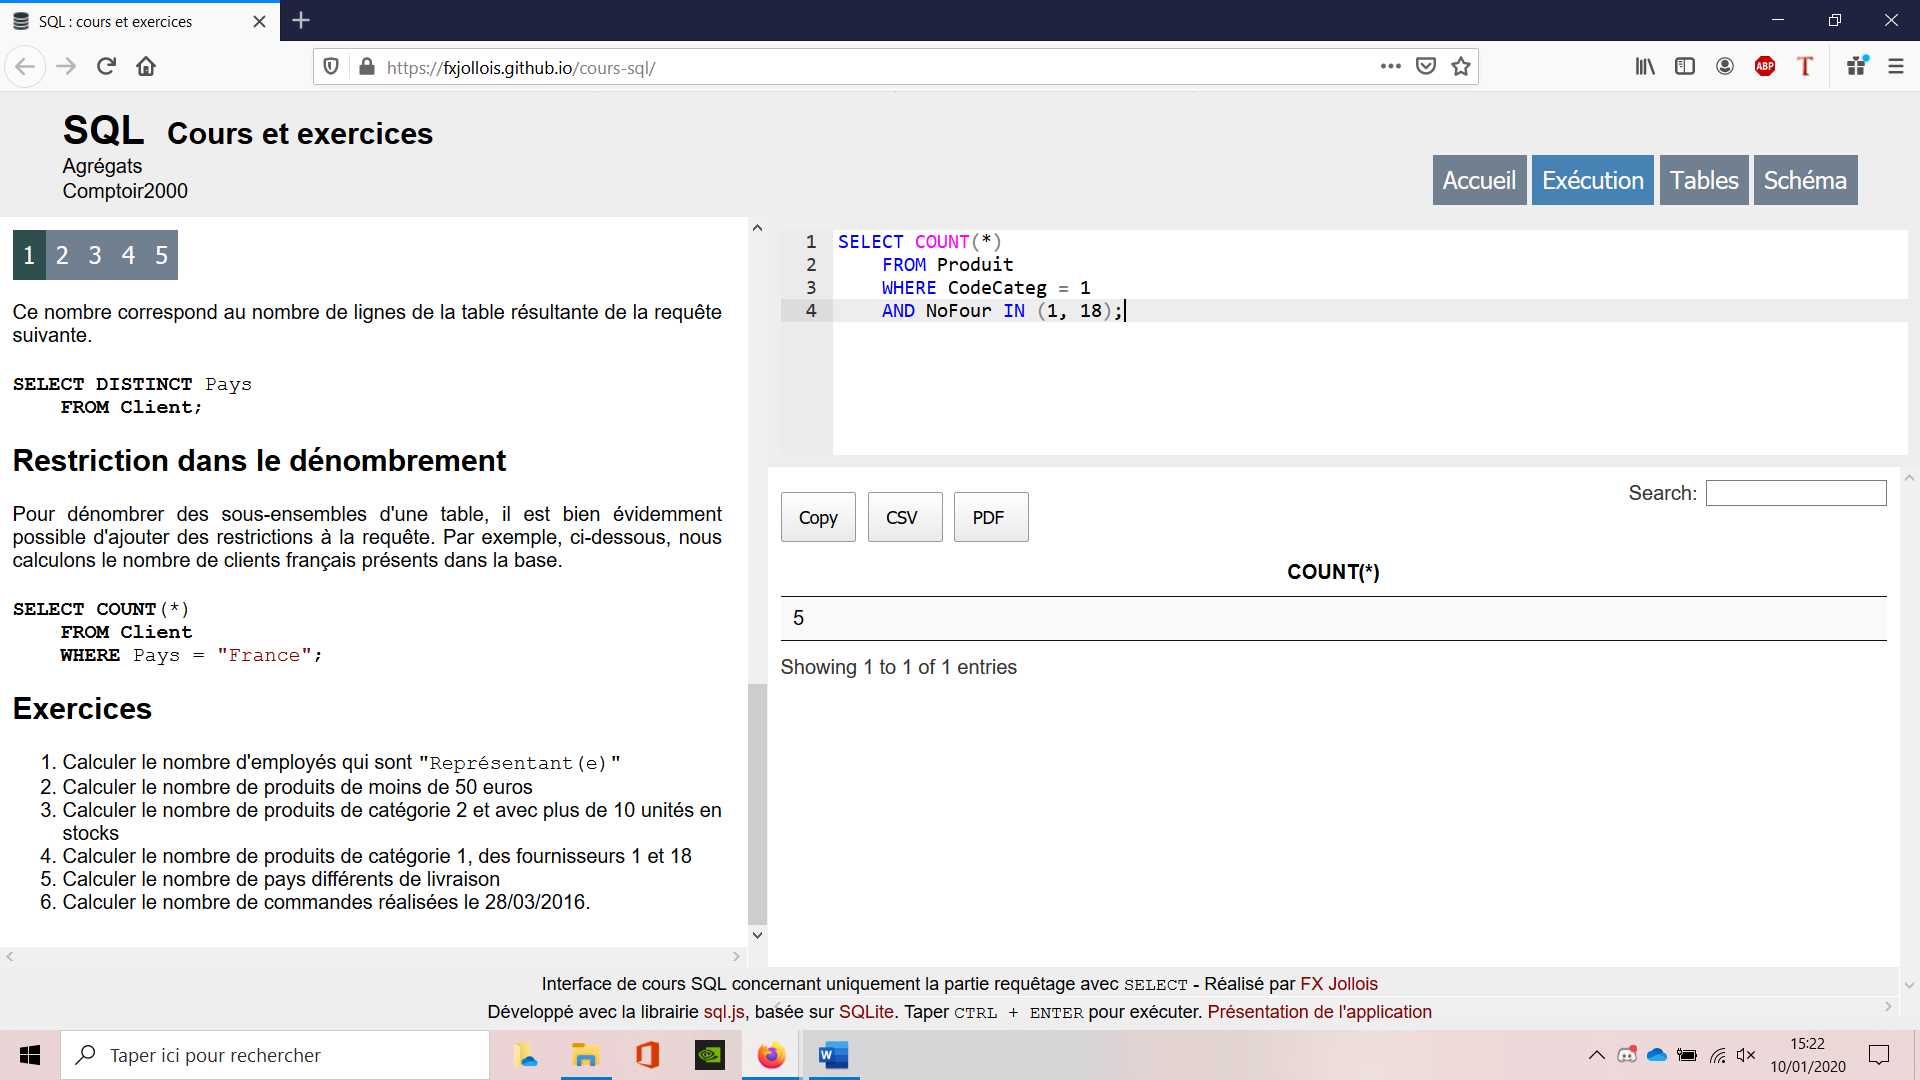 SQL : cours et exercices
https://fxjollois.github.io/cours-sql/
ABP
T
SQL Cours et exercices
Agrégats
Comptoir2000
Accueil Exécution Tables Schéma
1 2 3 4 5
Ce nombre correspond au nombre de lignes de la table résultante de la requête
suivante.
SELECT DISTINCT Pays
FROM Client;
Restriction dans le dénombrement
Pour dénombrer des sous-ensembles d'une table, il est bien évidemment
possible d'ajouter des restrictions à la requête. Par exemple, ci-dessous, nous
calculons le nombre de clients français présents dans la base.
SELECT COUNT(*)
FROM Client
WHERE Pays = "France";
Exercices
1. Calculer le nombre d'employés qui sont "Représentant(e)"
2. Calculer le nombre de produits de moins de 50 euros
3. Calculer le nombre de produits de catégorie 2 et avec plus de 10 unités en
stocks
4. Calculer le nombre de produits de catégorie 1, des fournisseurs 1 et 18
5. Calculer le nombre de pays différents de livraison
6. Calculer le nombre de commandes réalisées le 28/03/2016.
1 SELECT COUNT(*)
2 FROM Produit
3 WHERE CodeCateg = 1
4 AND NoFour IN (1, 18);
Search:
Copy CSV PDF
COUNT(*)
5
Showing 1 to 1 of 1 entries
Interface de cours SQL concernant uniquement la partie requêtage avec SELECT - Réalisé par FX Jollois
Développé avec la librairie sql.js, basée sur SQLite. Taper CTRL + ENTER pour exécuter. Présentation de l'application
Taper ici pour rechercher
W
15:22
10/01/2020